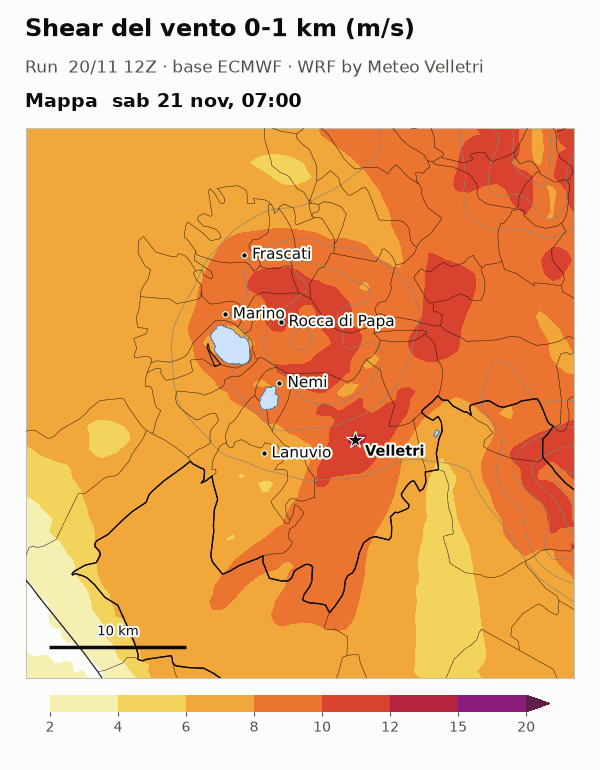 Shear del vento 0-1 km (m/s)
Run  20/11 12Z · base ECMWF · WRF by Meteo Velletri
Mappa  sab 21 nov, 07:00
Frascati
Marino
Rocca di Papa
Nemi
Velletri
Lanuvio
10 km
2 4 6 8 10 12 15 20